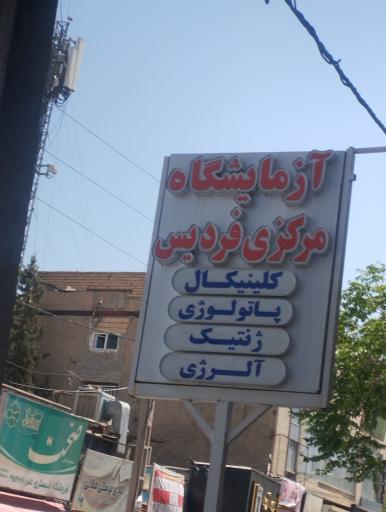 آزمایشگاه
مرکزی فردیس
کلینیکال
پاتولوژی
ژنتیک
آلرژی